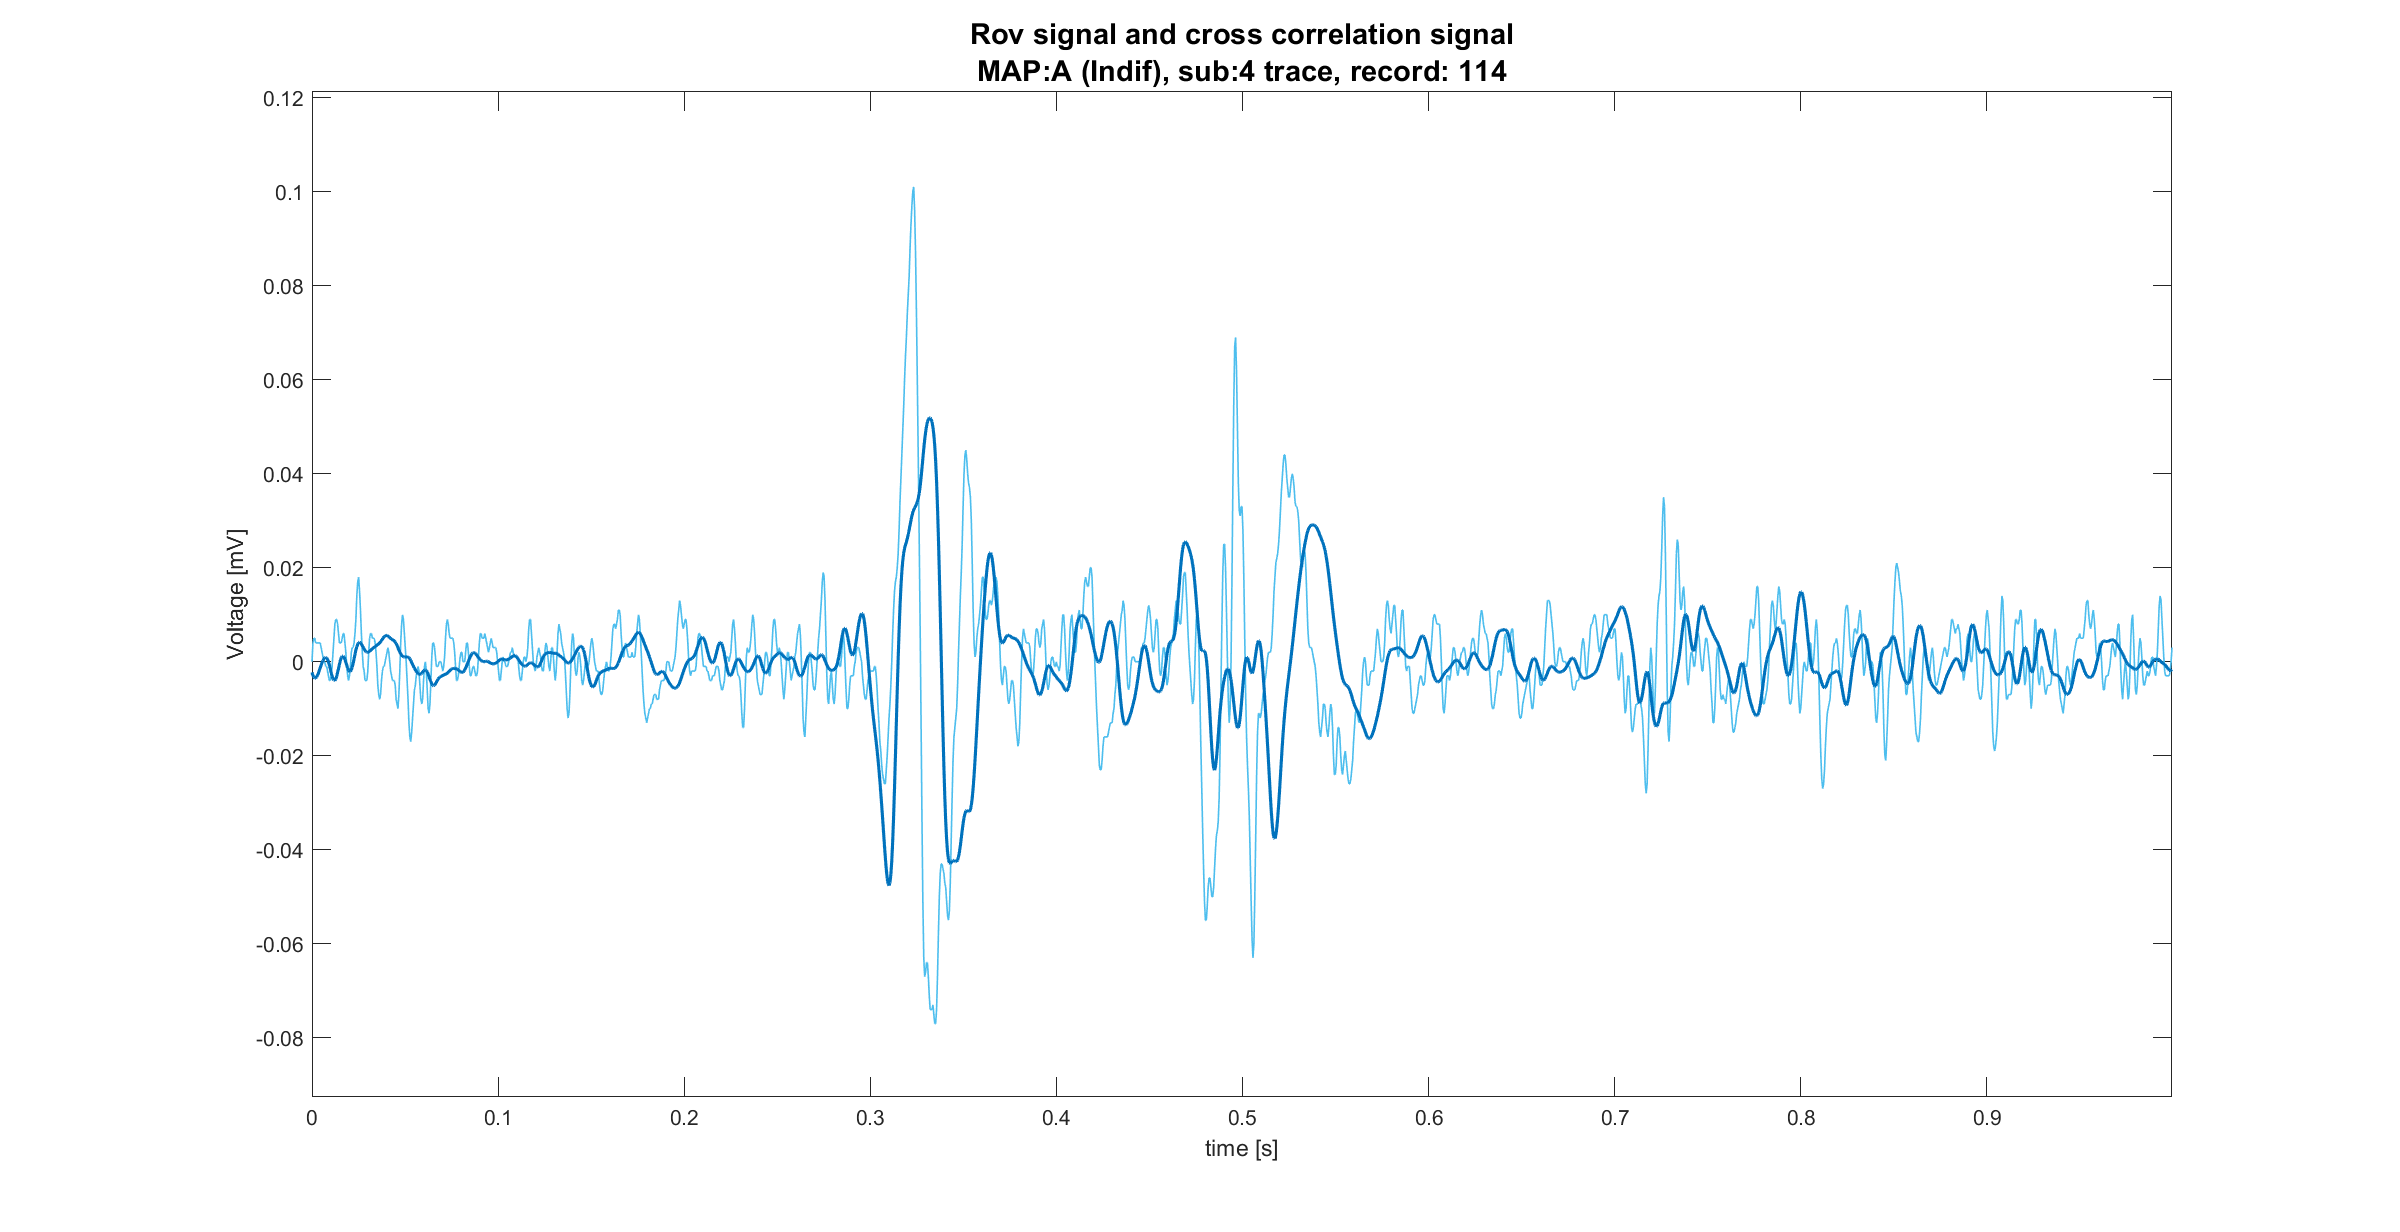 Rov signal and cross correlation signal
MAP:A (Indif), sub:4 trace, record: 114
0.12
0.1
0.08
0.06
0.04
0.02
0
-0.02
-0.04
-0.06
-0.08
Voltage [mV]
0 0.1 0.2 0.3 0.4 0.5 0.6 0.7 0.8 0.9
time [s]